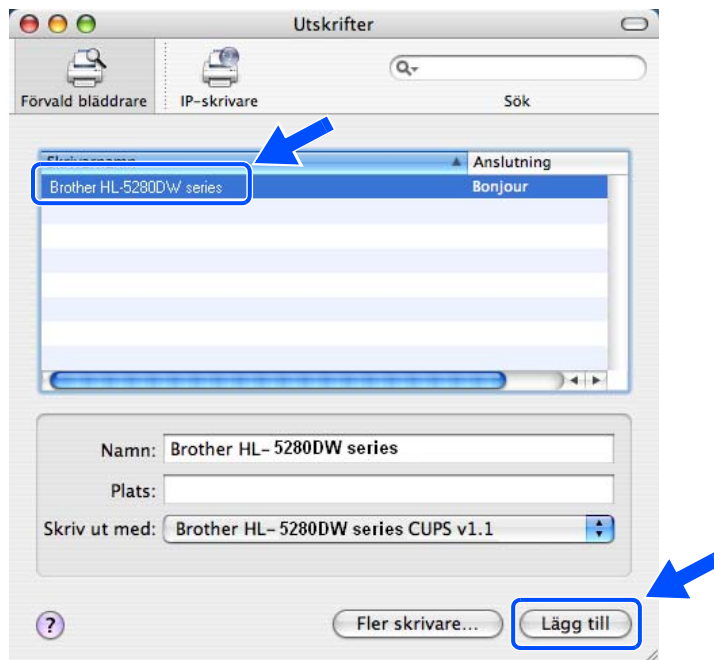 Utskrifter
Förvald bläddrare
IP-skrivare
Sök
Skrivarnamn
Anslutning
Brother HL-5280DW series
Bonjour
Namn: Brother HL-5280DW series
Plats:
Skriv ut med: Brother HL-5280DW series CUPS v1.1
?
Fler skrivare...
Lägg till